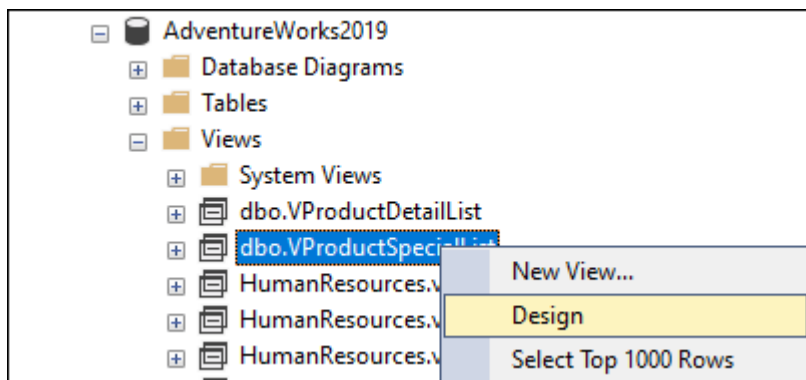 AdventureWorks2019
Database Diagrams
Tables
Views
System Views
dbo.VProductDetailList
dbo.VProductSpecialList
New View...
HumanResources.v
Design
HumanResources.v
Select Top 1000 Rows
HumanResources.v